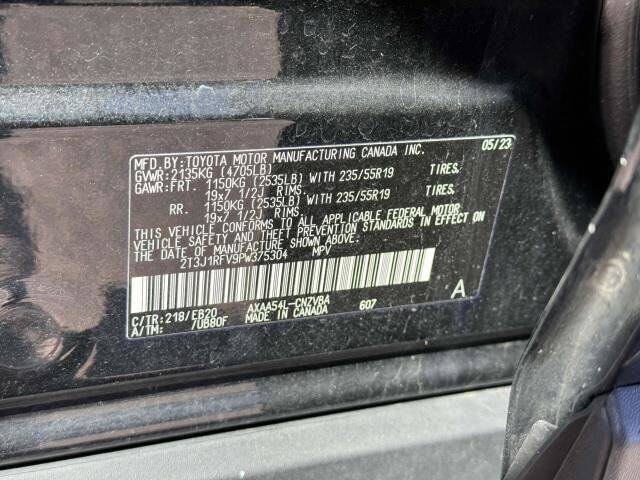 MFD. BY: TOYOTA MOTOR MANUFACTURING CANADA INC. 05/23
GVWR: 2135KG (4705LB)
GAWR: FRT. 1150KG (2535LB) WITH 235/55R19 TIRES,
19x7 1/2J RIMS
RR. 1150KG (2535LB) WITH 235/55R19 TIRES,
19x7 1/2J RIMS
THIS VEHICLE CONFORMS TO ALL APPLICABLE FEDERAL MOTOR
VEHICLE SAFETY AND THEFT PREVENTION STANDARDS IN EFFECT ON
THE DATE OF MANUFACTURE SHOWN ABOVE.
2T3J1RFV9PW375304 MPV
A
C/TR: 218/EB20 AXAA54L-CNZVBA 607
A/TM: /UB80F MADE IN CANADA